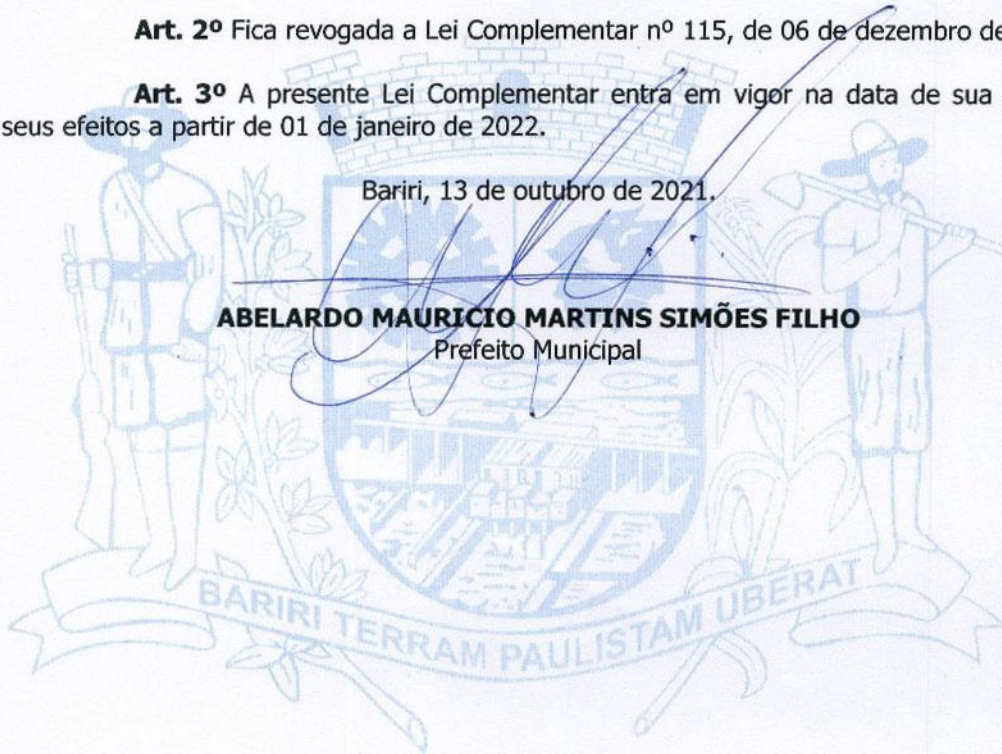 Art. 2º Fica revogada a Lei Complementar nº 115, de 06 de dezembro de
Art. 3º A presente Lei Complementar entra em vigor na data de sua
seus efeitos a partir de 01 de janeiro de 2022.
Bariri, 13 de outubro de 2021.
ABELARDO MAURICIO MARTINS SIMÕES FILHO
Prefeito Municipal
BARIRI TERRAM PAULISTAM UBERAT